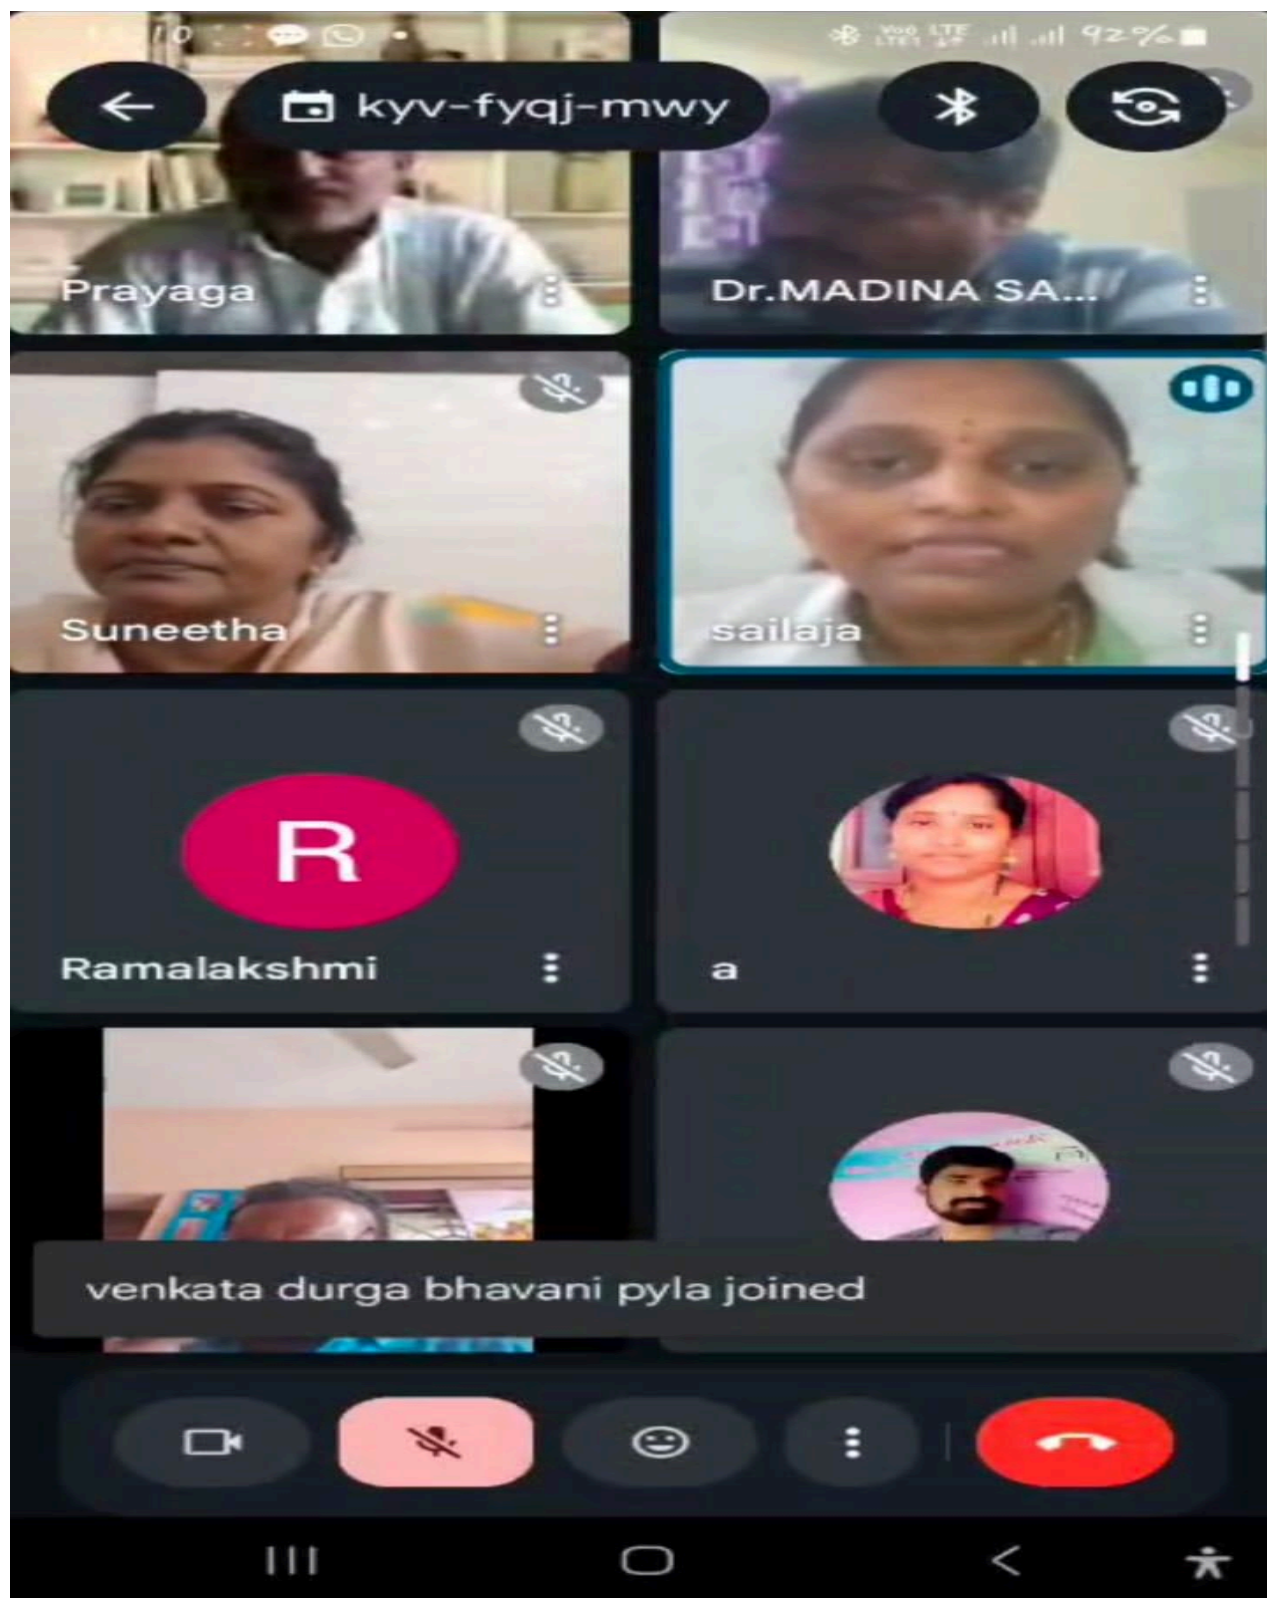 92%
kyv-fyqj-mwy
Prayaga
Dr.MADINA SA...
Suneetha
sailaja
R
Ramalakshmi
a
venkata durga bhavani pyla joined